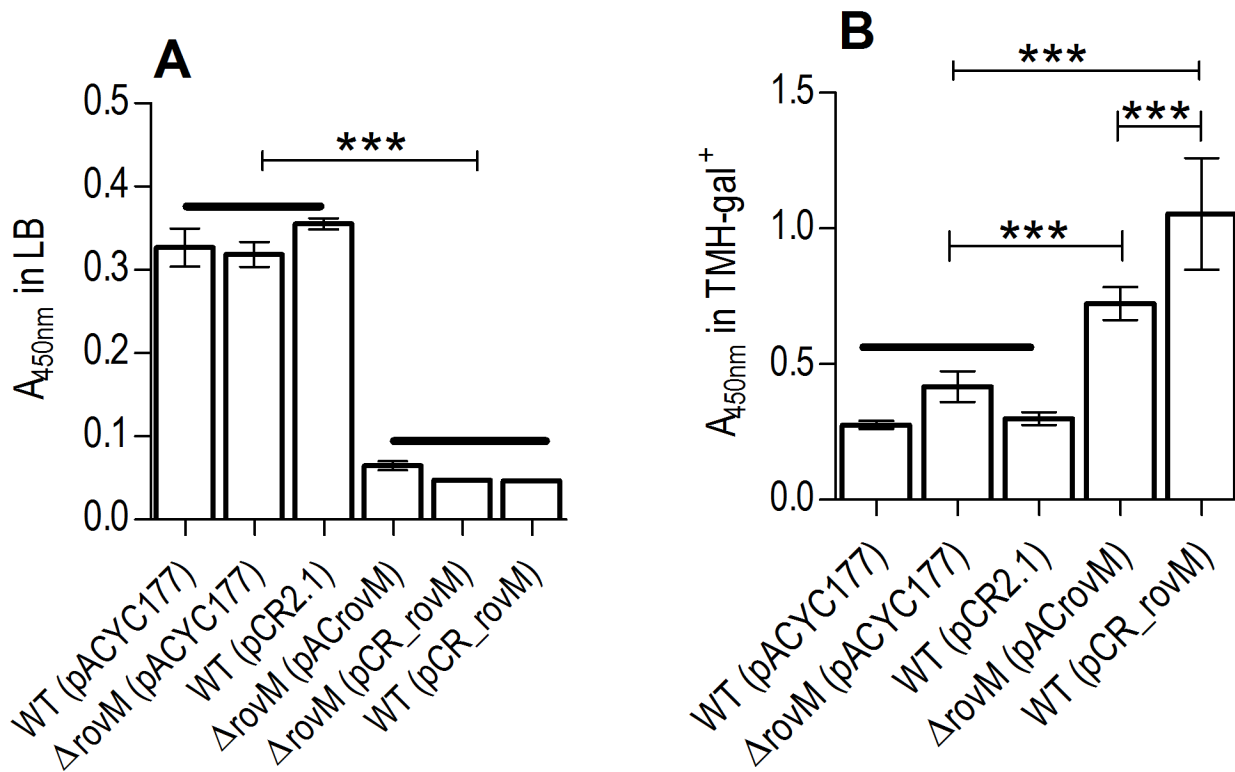 A
0.5
0.4
0.3
0.2
0.1
0.0
A450nm in LB
***
WT (pACYC177)
ΔrovM (pACYC177)
WT (pCR2.1)
ΔrovM (pACrovM)
ΔrovM (pCR_rovM)
WT (pCR_rovM)
B
1.5
1.0
0.5
0.0
A450nm in TMH-gal+
***
***
***
WT (pACYC177)
ΔrovM (pACYC177)
WT (pCR2.1)
ΔrovM (pACrovM)
WT (pCR_rovM)